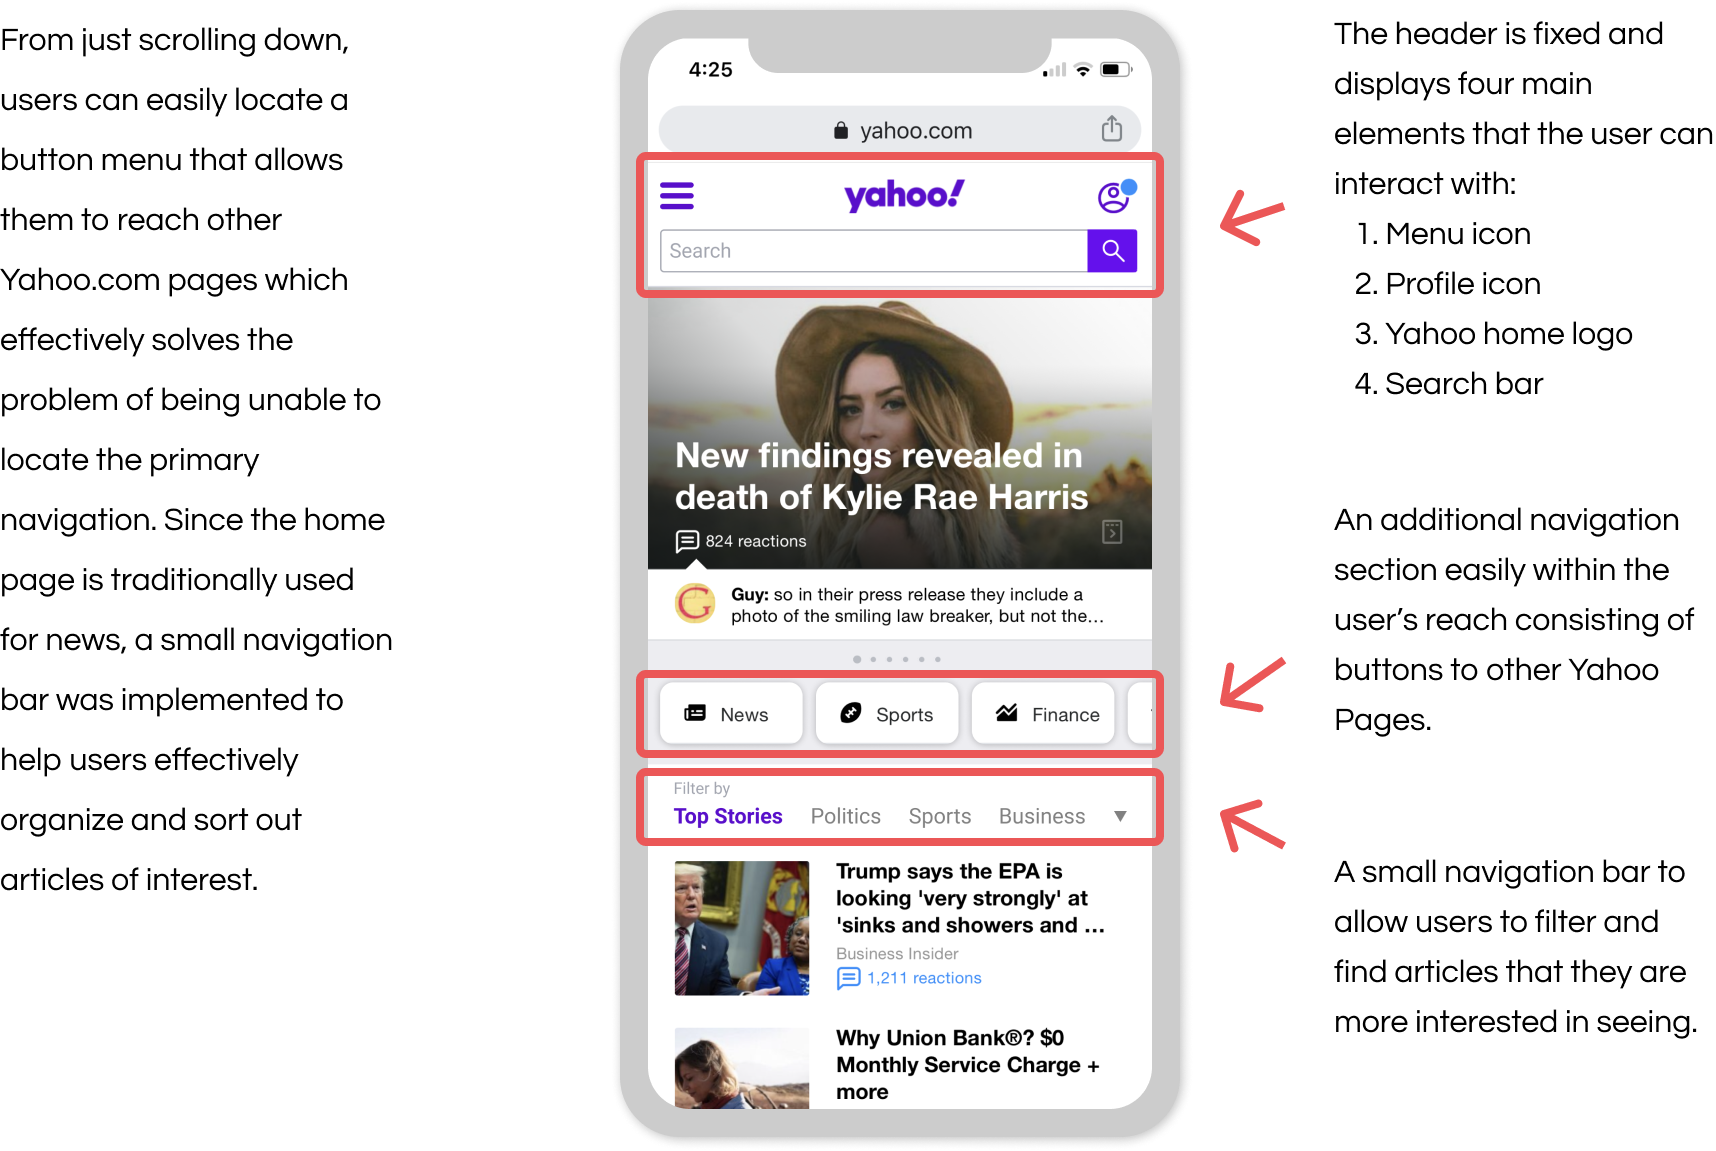 From just scrolling down,
users can easily locate a
button menu that allows
them to reach other
Yahoo.com pages which
effectively solves the
problem of being unable to
locate the primary
navigation. Since the home
page is traditionally used
for news, a small navigation
bar was implemented to
help users effectively
organize and sort out
articles of interest.
4:25
yahoo.com
yahoo!
Search
New findings revealed in
death of Kylie Rae Harris
824 reactions
G
Guy: so in their press release they include a
photo of the smiling law breaker, but not the...
News
Sports
Finance
Filter by
Top Stories
Politics
Sports
Business
Trump says the EPA is
looking 'very strongly' at
'sinks and showers and ...
Business Insider
1,211 reactions
Why Union Bank®? $0
Monthly Service Charge +
more
The header is fixed and
displays four main
elements that the user can
interact with:
1. Menu icon
2. Profile icon
3. Yahoo home logo
4. Search bar
An additional navigation
section easily within the
user’s reach consisting of
buttons to other Yahoo
Pages.
A small navigation bar to
allow users to filter and
find articles that they are
more interested in seeing.